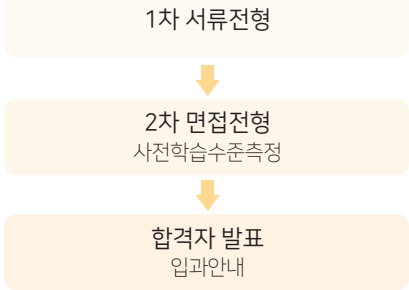 1차 서류전형
2차 면접전형
사전학습수준측정
합격자 발표
입과안내